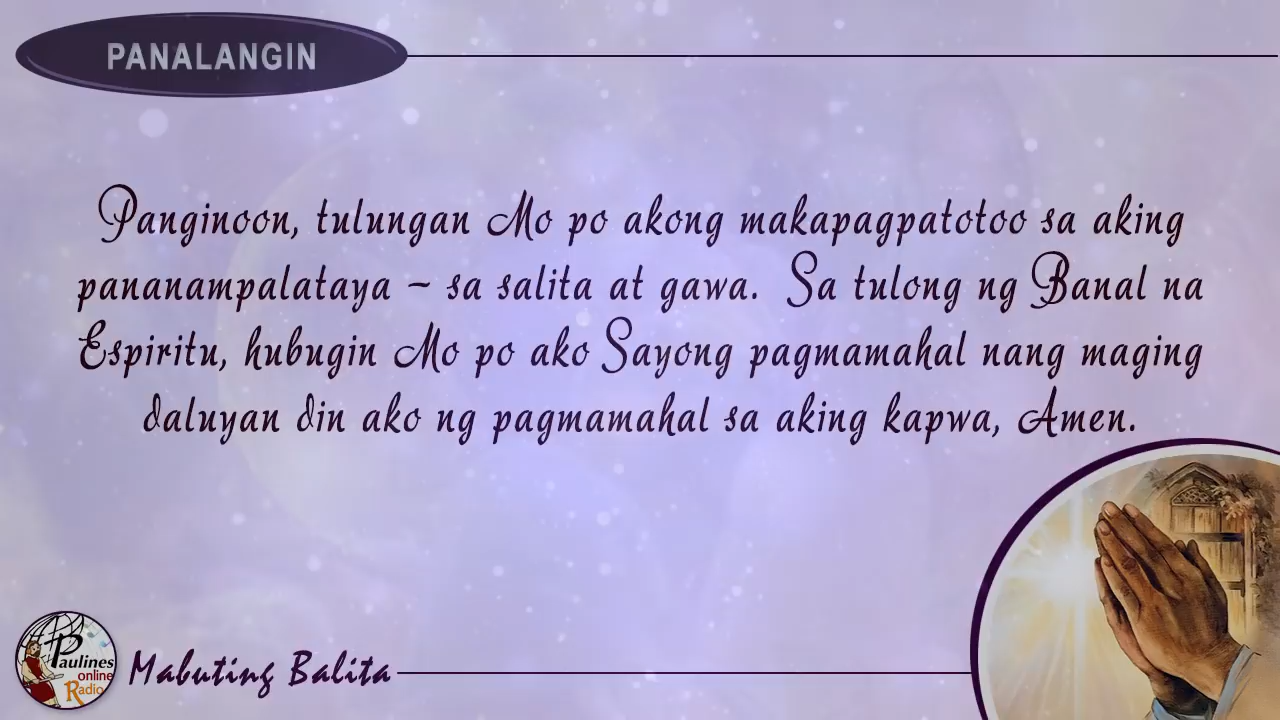 PANALANGIN
Panginoon, tulungan Mo po akong makapagpatotoo sa aking
pananampalataya – sa salita at gawa. Sa tulong ng Banal na
Espiritu, hubugin Mo po ako Sayong pagmamahal nang maging
daluyan din ako ng pagmamahal sa aking kapwa, Amen.
Paulines
online
Radio
Mabuting Balita